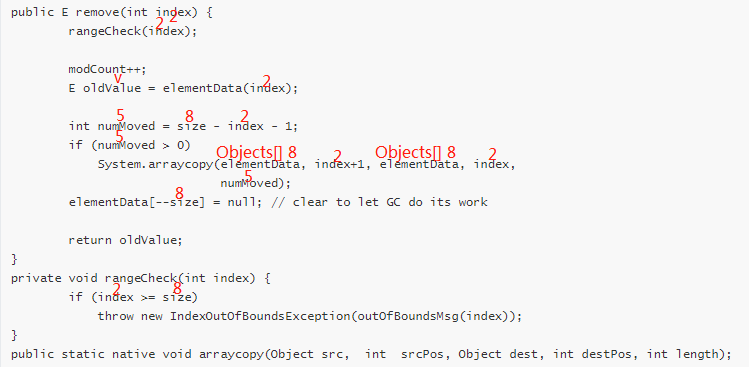 public E remove(int index) {
2
2
rangeCheck(index);
modCount++;
V
2
E oldValue = elementData(index);
5 8 2
int numMoved = size - index - 1;
5
if (numMoved > 0)
Objects[] 8 2 Objects[] 8 2
System.arraycopy(elementData, index+1, elementData, index,
5
numMoved);
8
elementData[--size] = null; // clear to let GC do its work
return oldValue;
}
private void rangeCheck(int index) {
2 8
if (index >= size)
throw new IndexOutOfBoundsException(outOfBoundsMsg(index));
}
public static native void arraycopy(Object src,  int  srcPos, Object dest, int destPos, int length);